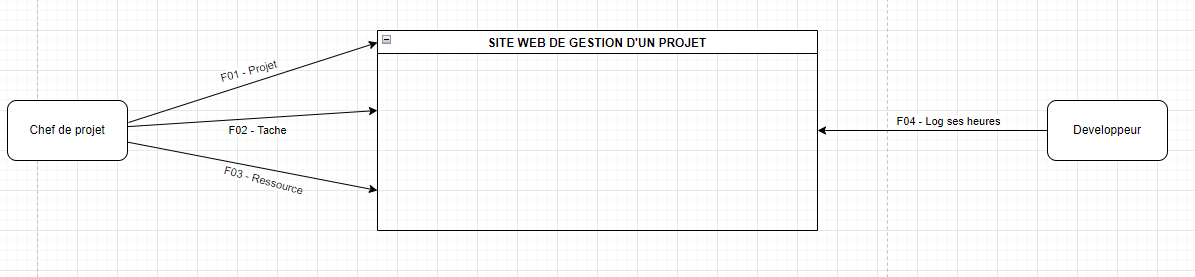 SITE WEB DE GESTION D'UN PROJET
F01 - Projet
Chef de projet
F02 - Tache
F03 - Ressource
F04 - Log ses heures
Developpeur